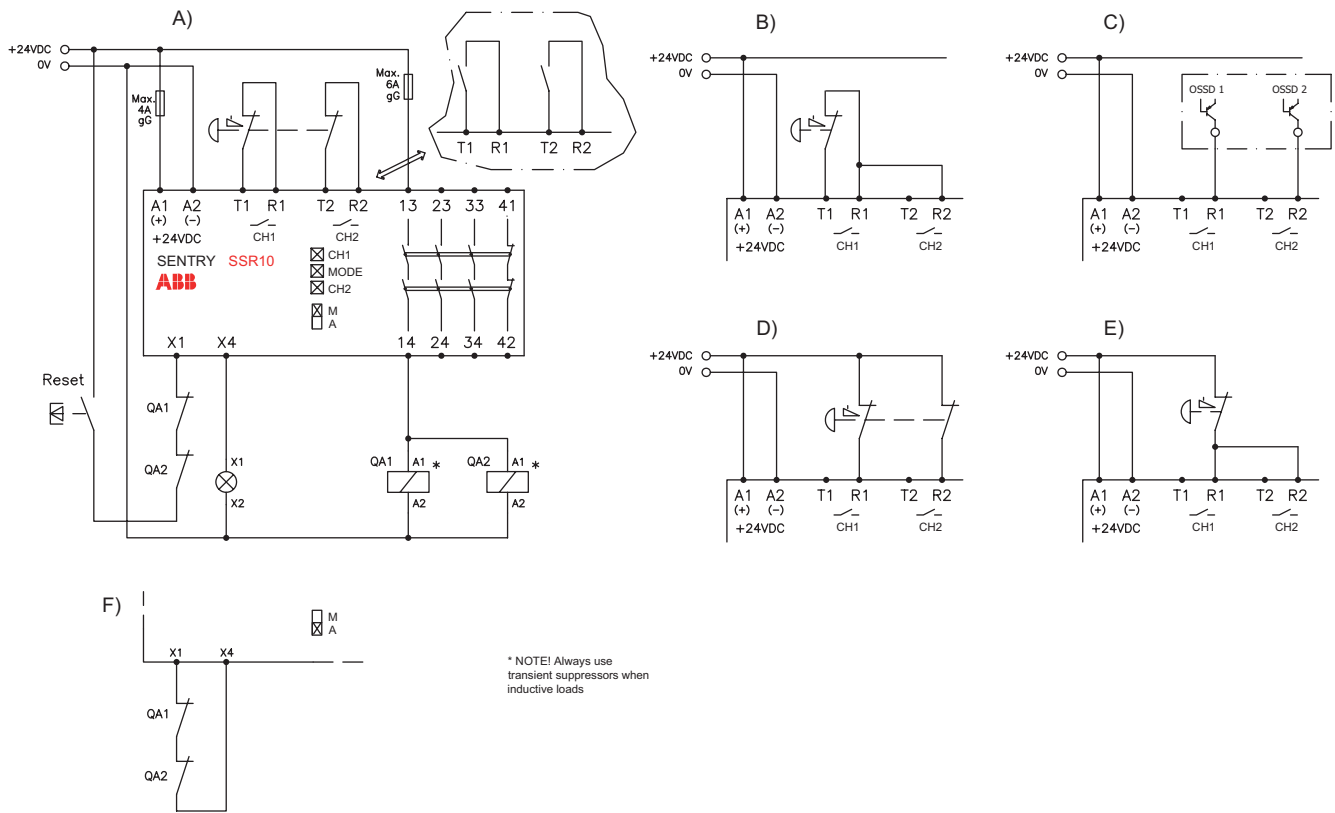 A)
+24VDC
0V
Max.
4A
gG
Max.
6A
gG
T1 R1 T2 R2
A1 A2 T1 R1 T2 R2 13 23 33 41
(+) (-)
+24VDC
CH1 CH2
SENTRY SSR10
ABB
CH1
MODE
CH2
M
A
X1 X4 14 24 34 42
Reset
QA1
QA2
X1
X2
QA1 A1 *
A2
QA2 A1 *
A2
B)
+24VDC
0V
A1 A2 T1 R1 T2 R2
(+) (-)
+24VDC
CH1 CH2
C)
+24VDC
0V
OSSD 1 OSSD 2
A1 A2 T1 R1 T2 R2
(+) (-)
+24VDC
CH1 CH2
D)
+24VDC
0V
A1 A2 T1 R1 T2 R2
(+) (-)
+24VDC
CH1 CH2
E)
+24VDC
0V
A1 A2 T1 R1 T2 R2
(+) (-)
+24VDC
CH1 CH2
F)
M
A
X1 X4
QA1
QA2
* NOTE! Always use
transient suppressors when
inductive loads